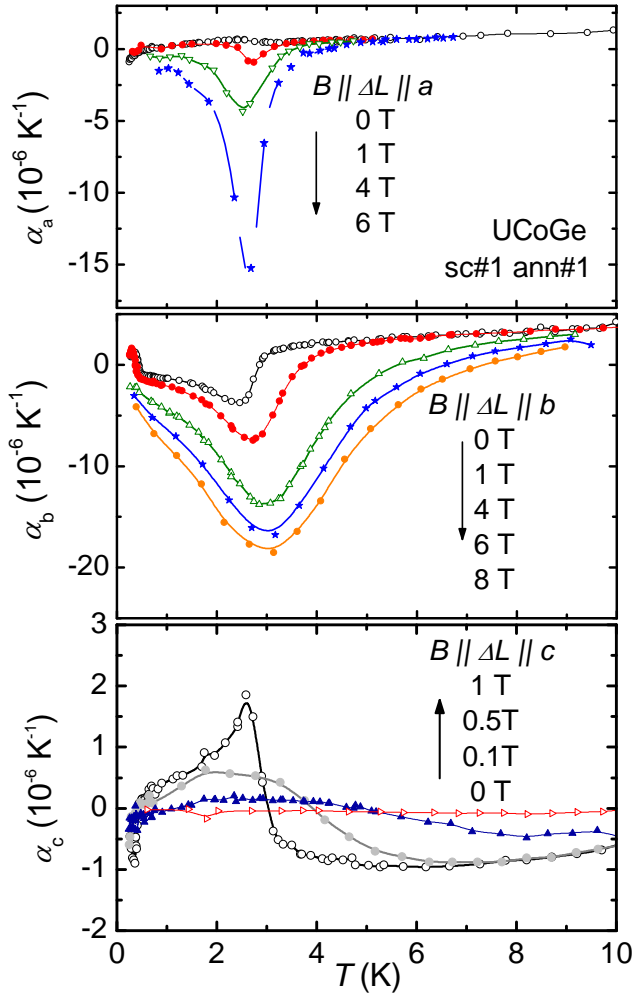 0
-5
-10
-15
α_a (10⁻⁶ K⁻¹)
B || ΔL || a
0 T
1 T
4 T
6 T
UCoGe
sc#1 ann#1
0
-10
-20
α_b (10⁻⁶ K⁻¹)
B || ΔL || b
0 T
1 T
4 T
6 T
8 T
3
2
1
0
-1
-2
α_c (10⁻⁶ K⁻¹)
B || ΔL || c
1 T
0.5T
0.1T
0 T
0 2 4 6 8 10
T (K)